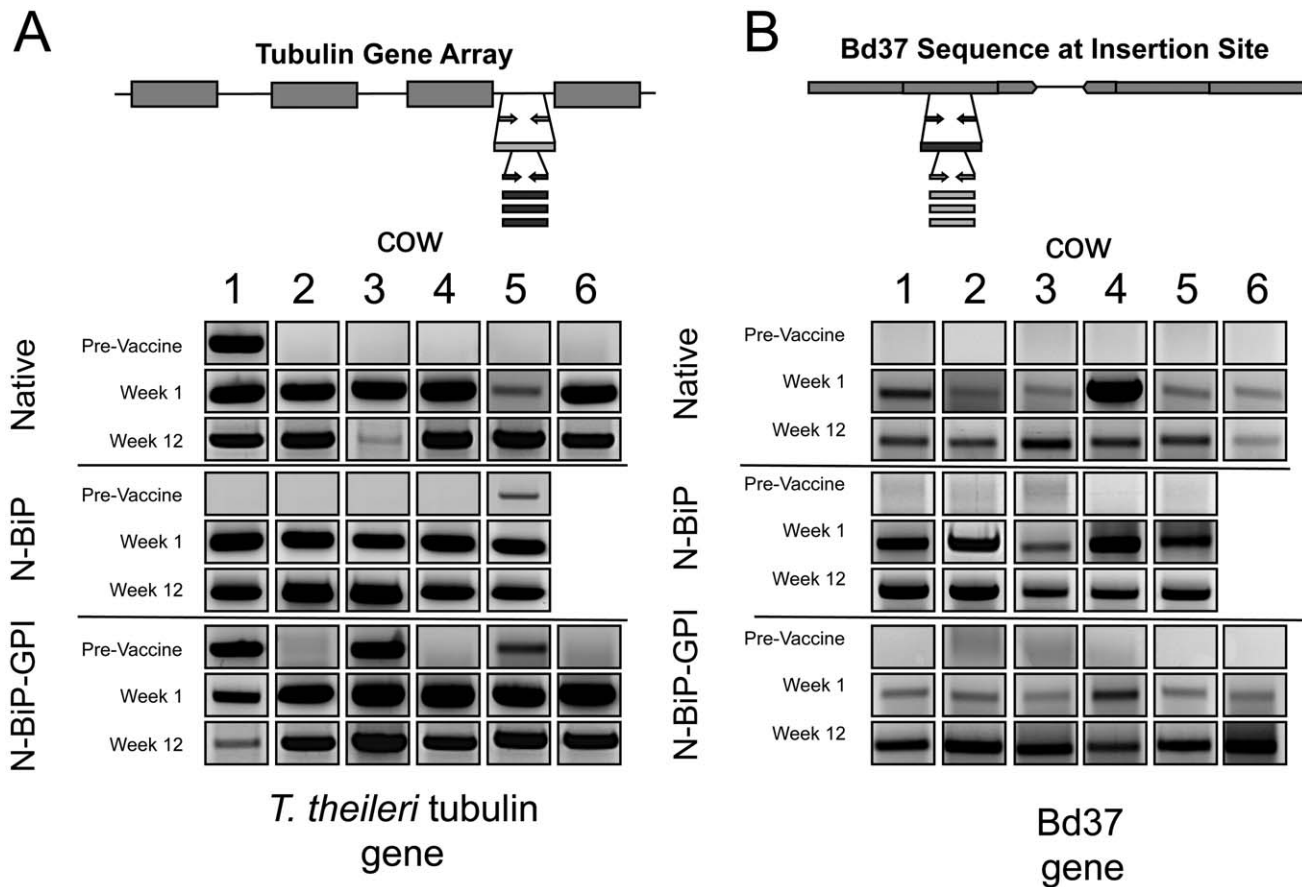 A
Tubulin Gene Array
COW
1 2 3 4 5 6
Native
Pre-Vaccine
Week 1
Week 12
N-BiP
Pre-Vaccine
Week 1
Week 12
N-BiP-GPI
Pre-Vaccine
Week 1
Week 12
T. theileri tubulin
gene
B
Bd37 Sequence at Insertion Site
COW
1 2 3 4 5 6
Native
Pre-Vaccine
Week 1
Week 12
N-BiP
Pre-Vaccine
Week 1
Week 12
N-BiP-GPI
Pre-Vaccine
Week 1
Week 12
Bd37
gene